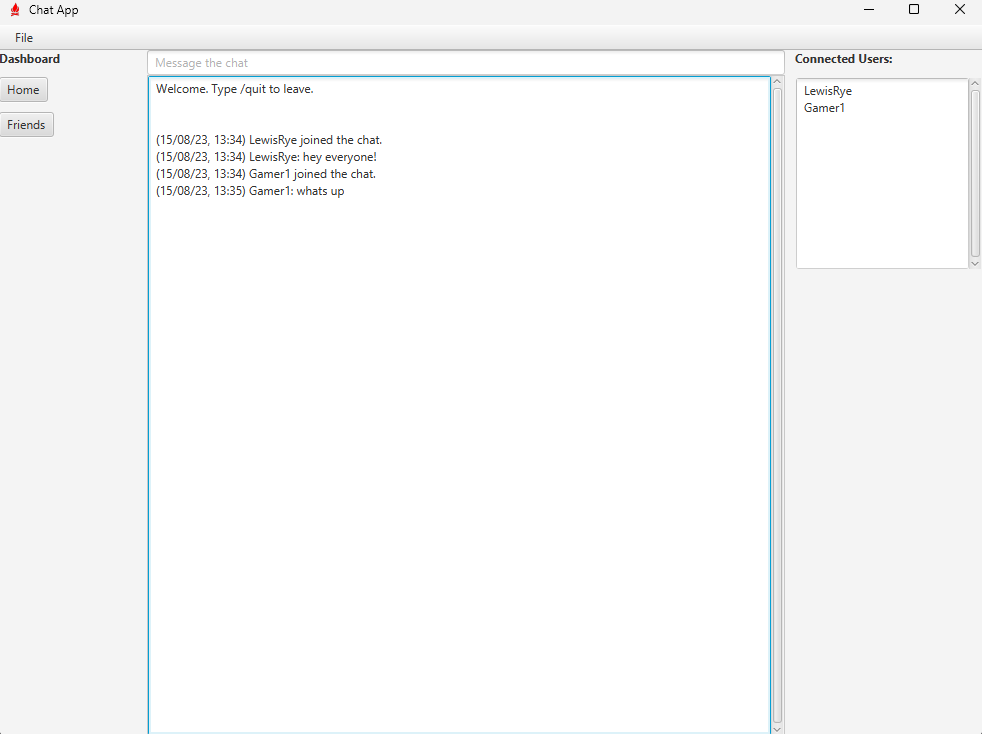 Chat App
File
Dashboard
Home
Friends
Message the chat
Welcome. Type /quit to leave.
(15/08/23, 13:34) LewisRye joined the chat.
(15/08/23, 13:34) LewisRye: hey everyone!
(15/08/23, 13:34) Gamer1 joined the chat.
(15/08/23, 13:35) Gamer1: whats up
Connected Users:
LewisRye
Gamer1